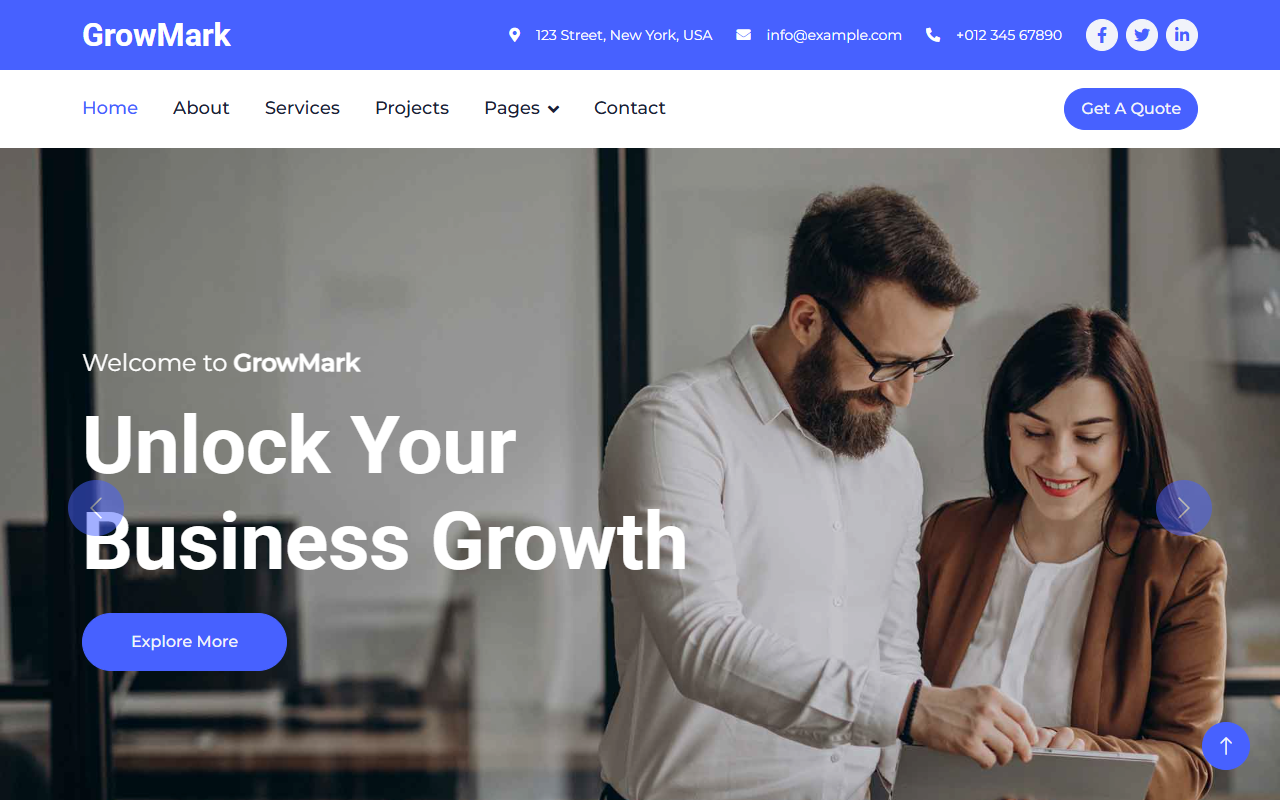 GrowMark
123 Street, New York, USA
info@example.com
+012 345 67890
Home
About
Services
Projects
Pages
Contact
Get A Quote
Welcome to GrowMark
Unlock Your
Business Growth
Explore More